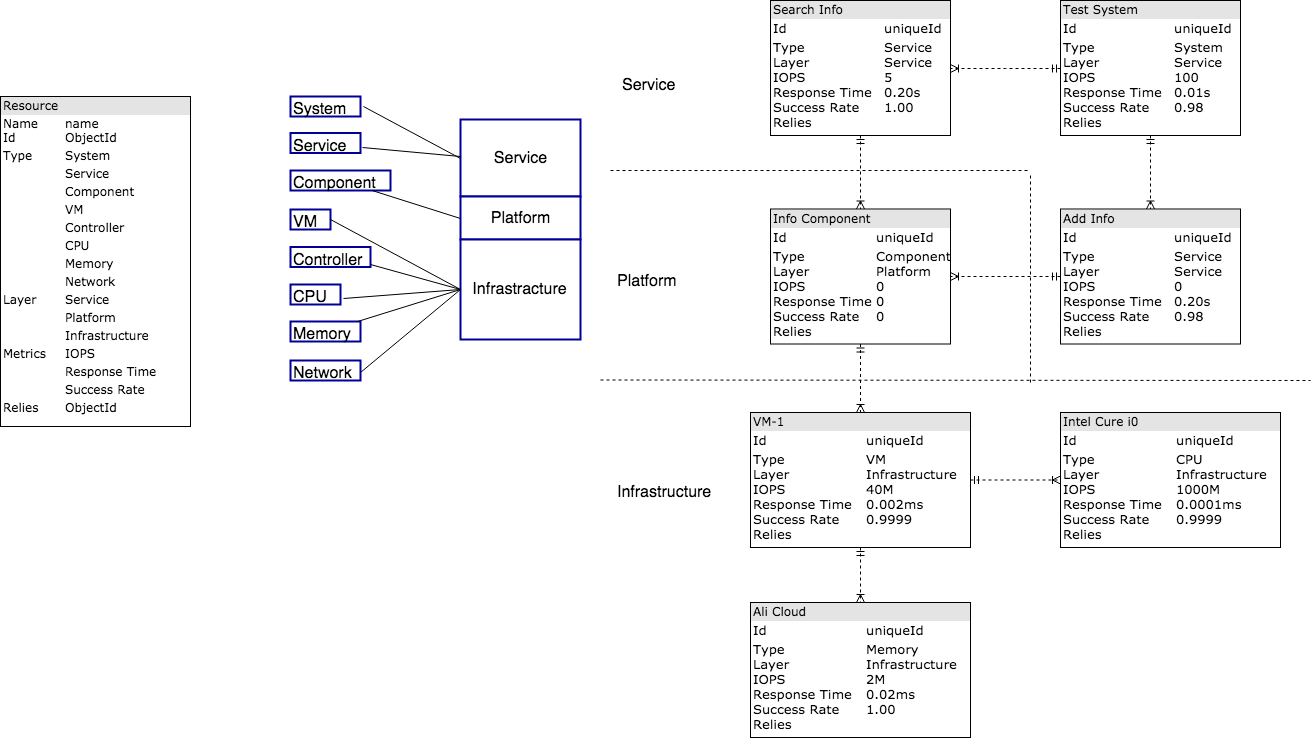 Resource
Name name
Id ObjectId
Type System
Service
Component
VM
Controller
CPU
Memory
Network
Layer Service
Platform
Infrastructure
Metrics IOPS
Response Time
Success Rate
Relies ObjectId
System
Service
Component
VM
Controller
CPU
Memory
Network
Service
Platform
Infrastracture
Service
Platform
Infrastructure
Search Info
Id uniqueId
Type Service
Layer Service
IOPS 5
Response Time 0.20s
Success Rate 1.00
Relies
Test System
Id uniqueId
Type System
Layer Service
IOPS 100
Response Time 0.01s
Success Rate 0.98
Relies
Info Component
Id uniqueId
Type Component
Layer Platform
IOPS 0
Response Time 0
Success Rate 0
Relies
Add Info
Id uniqueId
Type Service
Layer Service
IOPS 0
Response Time 0.20s
Success Rate 0.98
Relies
VM-1
Id uniqueId
Type VM
Layer Infrastructure
IOPS 40M
Response Time 0.002ms
Success Rate 0.9999
Relies
Intel Cure i0
Id uniqueId
Type CPU
Layer Infrastructure
IOPS 1000M
Response Time 0.0001ms
Success Rate 0.9999
Relies
Ali Cloud
Id uniqueId
Type Memory
Layer Infrastructure
IOPS 2M
Response Time 0.02ms
Success Rate 1.00
Relies